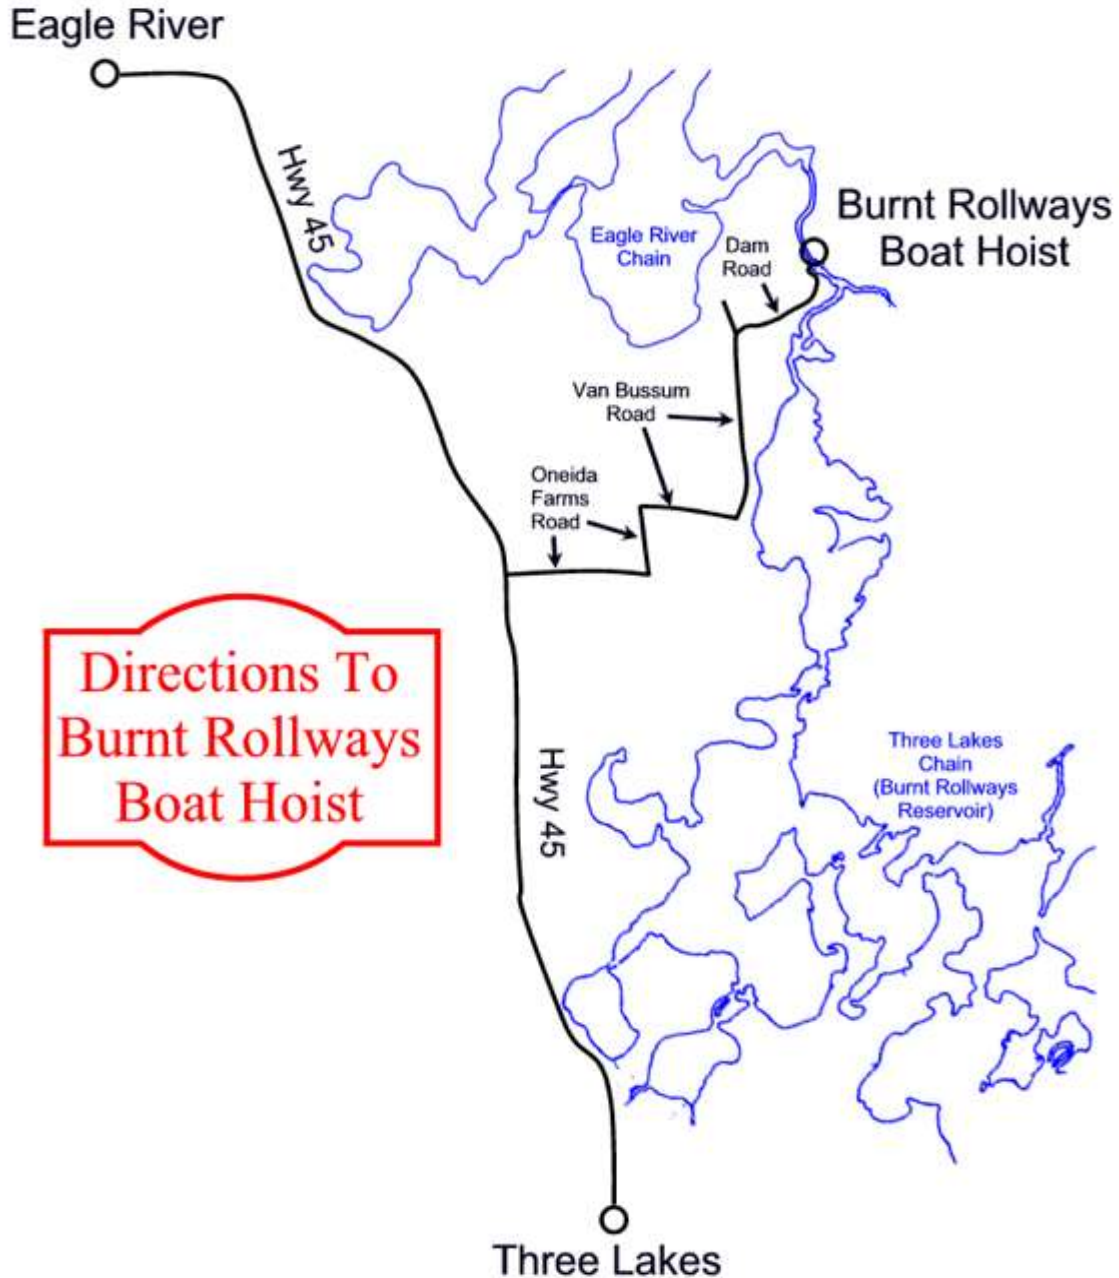 Eagle River
Hwy 45
Burnt Rollways
Boat Hoist
Eagle River
Chain
Dam
Road
Van Bussum
Road
Oneida
Farms
Road
Directions To
Burnt Rollways
Boat Hoist
Hwy 45
Three Lakes
Chain
(Burnt Rollways
Reservoir)
Three Lakes